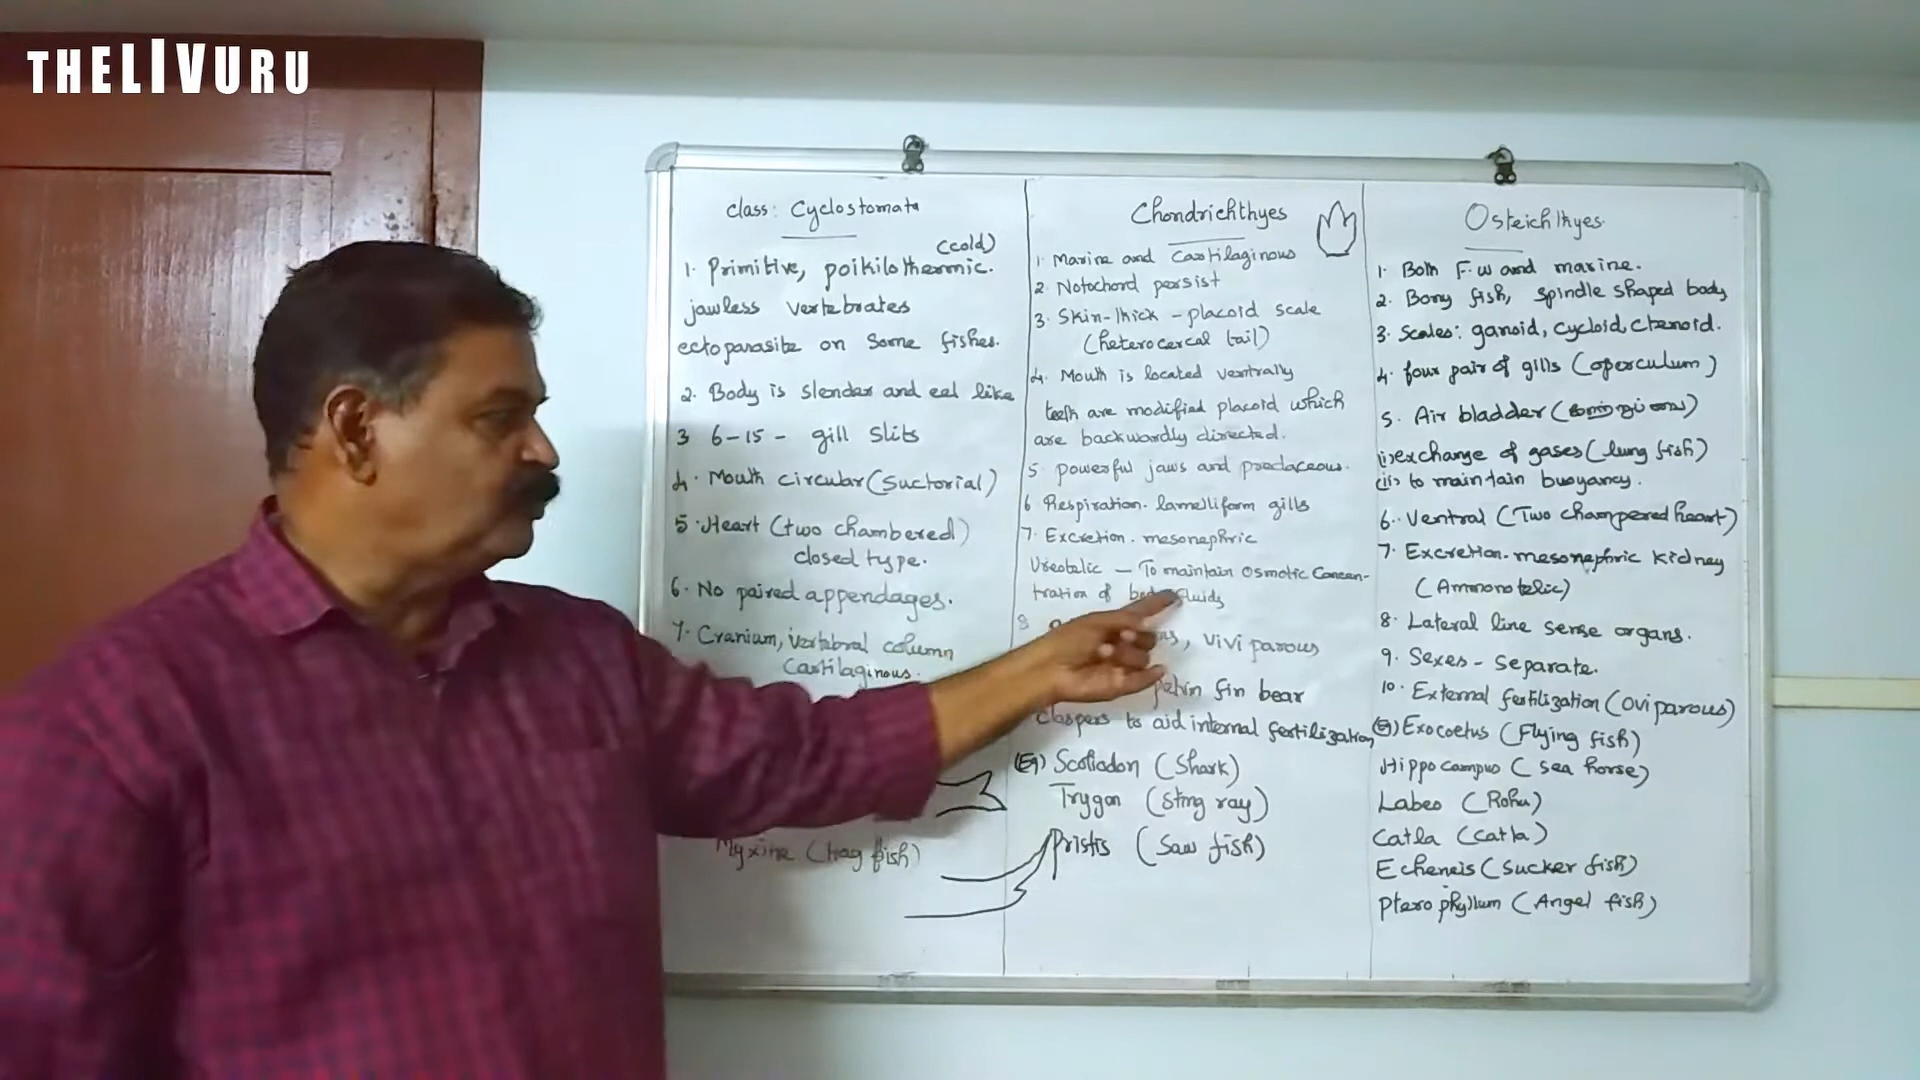 THELIVURU
class: Cyclostomata
(cold)
1. Primitive, poikilothermic.
jawless vertebrates
ectoparasite on Some fishes.
2. Body is slender and eel like
3 6-15 - gill slits
4. Mouth circular (Suctorial)
5. Heart (two chambered)
closed type.
6. No paired appendages.
7. Cranium, vertebral column
Cartilaginous.
Myxine (Hag fish)
Chondrichthyes
1. Marine and Cartilaginous
2. Notochord persist
3. Skin-thick - placoid scale
(heterocercal tail)
4. Mouth is located ventrally
teeth are modified placoid which
are backwardly directed.
5. powerful jaws and predaceous.
6 Respiration. lamelliform gills
7. Excretion. mesonephric
Ureotelic - To maintain Osmotic Concen-
tration of fluids
8 , viviparous
pelvin fin bear
claspers to aid internal fertilization
(Eg) Scoliodon (Shark)
Trygon (Sting ray)
Pristis (Saw fish)
Osteichthyes.
1. Both F.w and marine.
2. Bony fish, spindle shaped body
3. Scales: ganoid, cycloid, ctenoid.
4. four pair of gills (operculum)
5. Air bladder
(i) exchange of gases (lung fish)
(ii) to maintain buoyancy.
6. Ventral (Two champered heart)
7. Excretion. mesonephric Kidney
(Ammonotelic)
8. Lateral line sense organs.
9. Sexes - separate.
10. External fertilization (oviparous)
(Eg) Exocoetus (Flying fish)
Hippocampus (sea horse)
Labeo (Rohu)
Catla (Catla)
Echeneis (Sucker fish)
Pterophyllum (Angel fish)